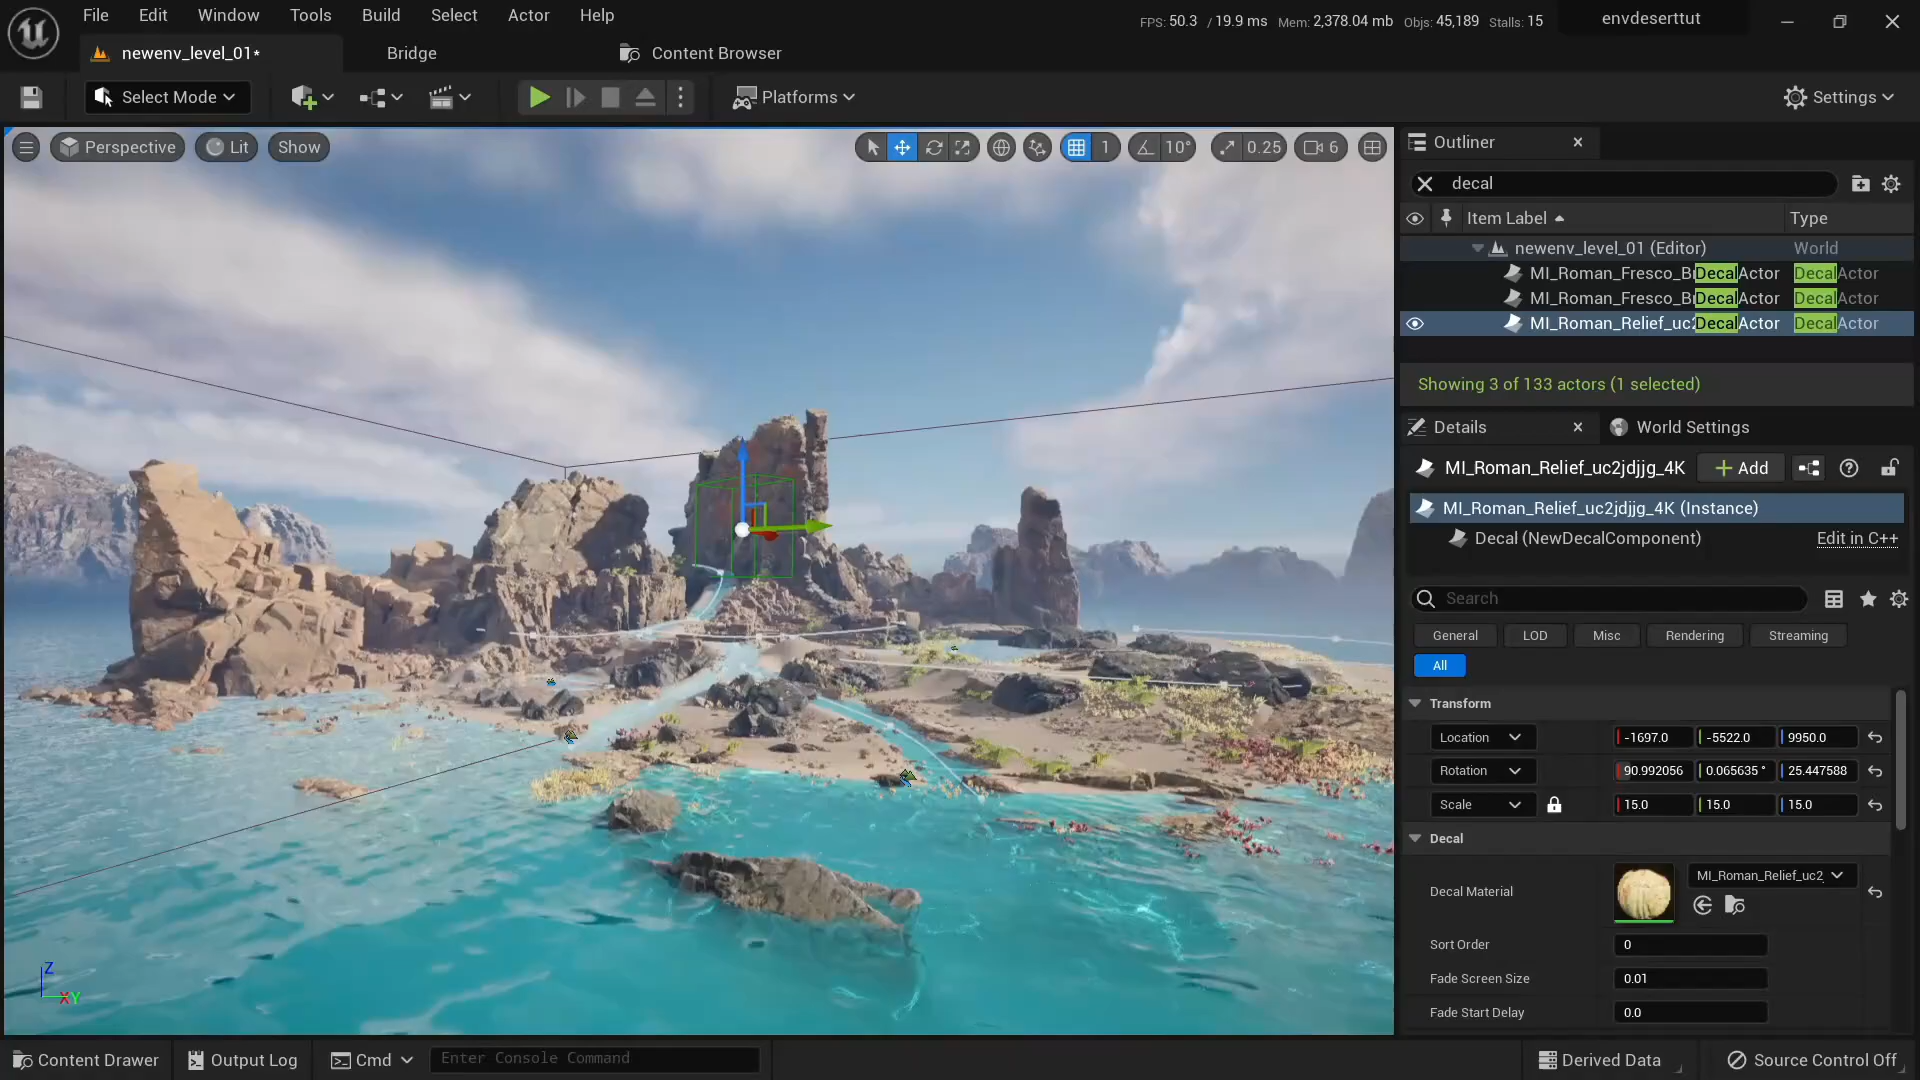 File Edit Window Tools Build Select Actor Help
FPS: 50.3 / 19.9 ms Mem: 2,378.04 mb Objs: 45,189 Stalls: 15
envdeserttut
newenv_level_01*
Bridge
Content Browser
Select Mode
Platforms
Settings
Perspective
Lit
Show
1
10°
0.25
6
Outliner
decal
Item Label
Type
newenv_level_01 (Editor) World
MI_Roman_Fresco_B DecalActor DecalActor
MI_Roman_Fresco_B DecalActor DecalActor
MI_Roman_Relief_uc2 DecalActor DecalActor
Showing 3 of 133 actors (1 selected)
Details
World Settings
MI_Roman_Relief_uc2jdjjg_4K
Add
MI_Roman_Relief_uc2jdjjg_4K (Instance)
Decal (NewDecalComponent) Edit in C++
Search
General LOD Misc Rendering Streaming
All
Transform
Location -1697.0 -5522.0 9950.0
Rotation 90.992056 0.065635 ° 25.447588
Scale 15.0 15.0 15.0
Decal
Decal Material MI_Roman_Relief_uc2
Sort Order 0
Fade Screen Size 0.01
Fade Start Delay 0.0
Z
X Y
Content Drawer
Output Log
Cmd
Enter Console Command
Derived Data
Source Control Off